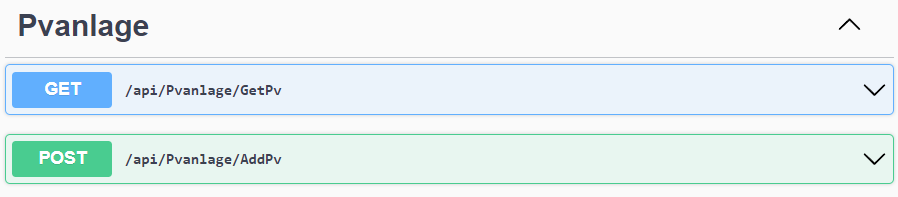 Pvanlage
GET /api/Pvanlage/GetPv
POST /api/Pvanlage/AddPv